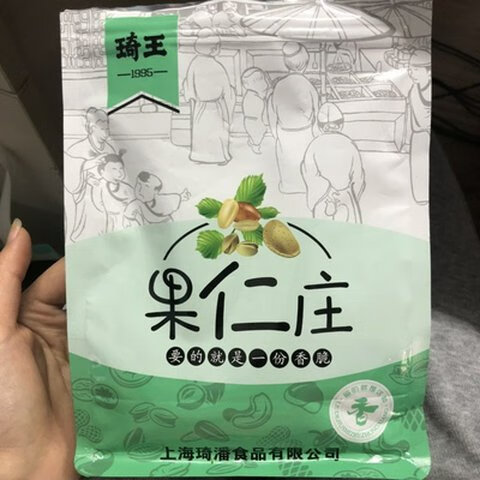 琦王
1995
果仁庄
要的就是一份香脆
香
上海琦潘食品有限公司